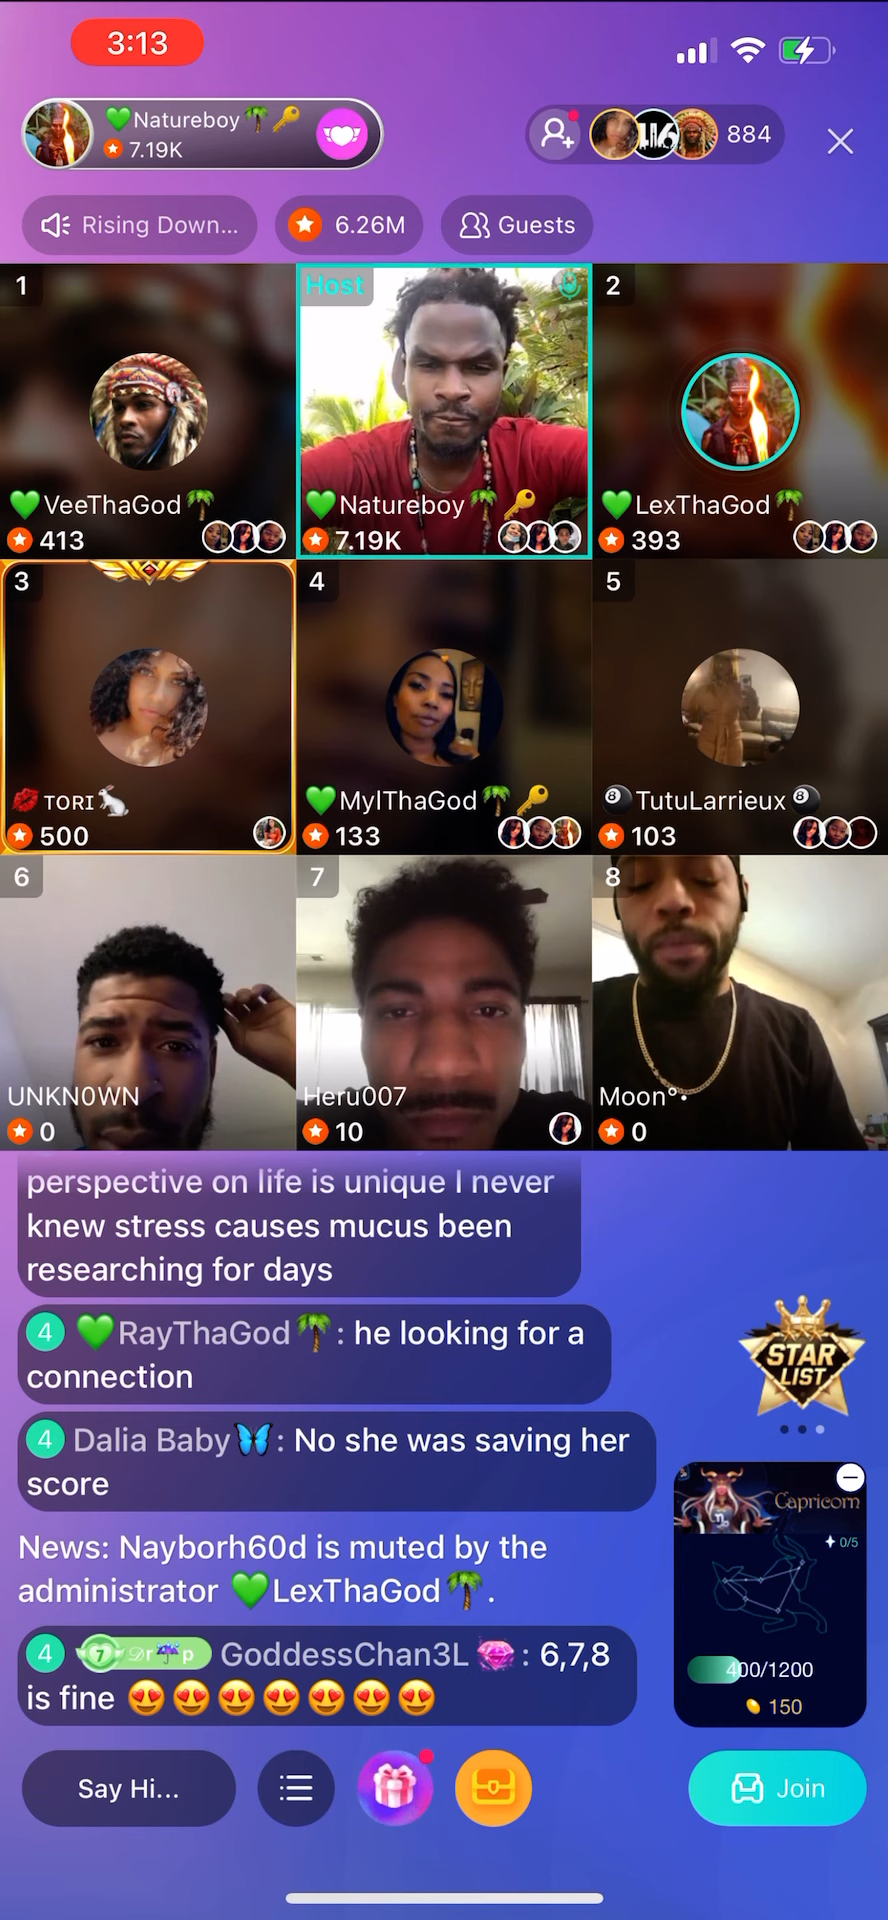 3:13
💚Natureboy🌴🔑
7.19K
884
Rising Down...
6.26M
Guests
1
💚VeeThaGod🌴
413
Host
💚Natureboy🌴🔑
7.19K
2
💚LexThaGod🌴
393
3
💋TORI🐇
500
4
💚MylThaGod🌴🔑
133
5
🎱TutuLarrieux🎱
103
6
UNKN0WN
0
7
Heru007
10
8
Moon°•
0
perspective on life is unique I never
knew stress causes mucus been
researching for days
4 💚RayThaGod🌴: he looking for a
connection
4 Dalia Baby🦋: No she was saving her
score
News: Nayborh60d is muted by the
administrator 💚LexThaGod🌴.
4 7 Dr☔p GoddessChan3L💎: 6,7,8
is fine 😍😍😍😍😍😍😍
STAR
LIST
Capricorn
0/5
400/1200
150
Say Hi...
Join